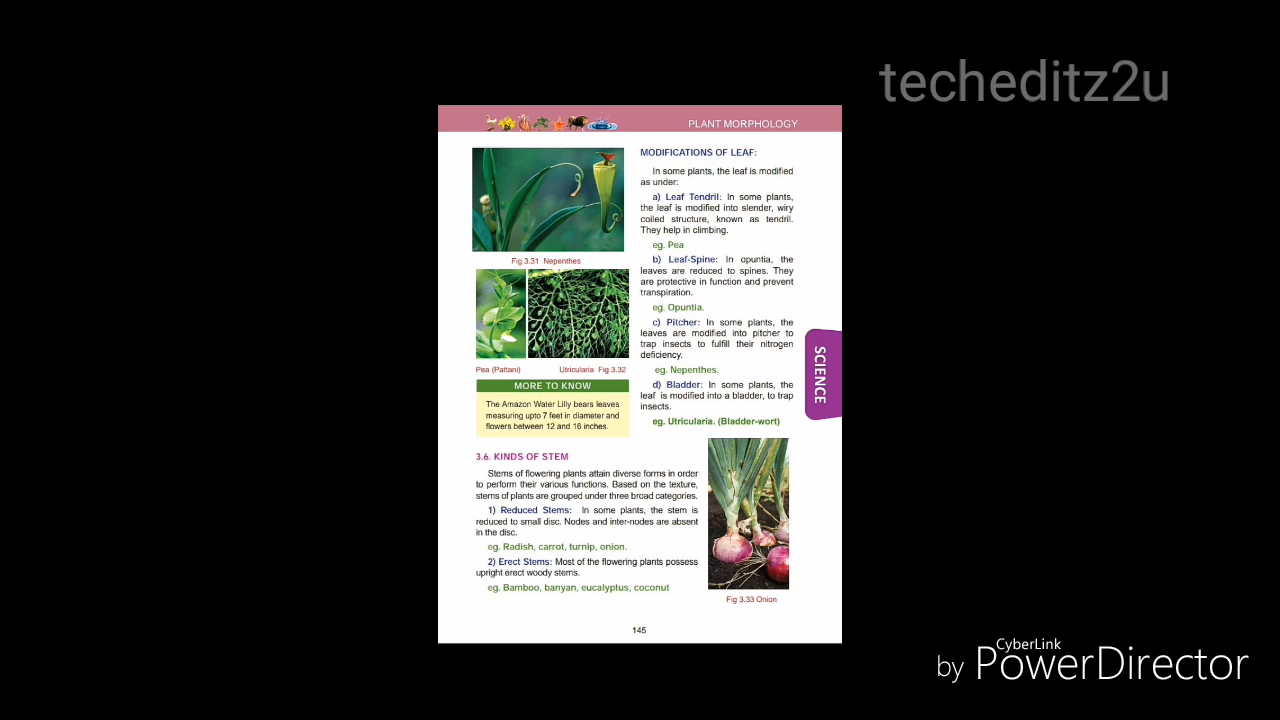 techeditz2u
PLANT MORPHOLOGY
Fig 3.31 Nepenthes
Pea (Pattani)
Utricularia Fig 3.32
MORE TO KNOW
The Amazon Water Lilly bears leaves
measuring upto 7 feet in diameter and
flowers between 12 and 16 inches.
MODIFICATIONS OF LEAF:
In some plants, the leaf is modified
as under:
a) Leaf Tendril: In some plants,
the leaf is modified into slender, wiry
coiled structure, known as tendril.
They help in climbing.
eg. Pea
b) Leaf-Spine: In opuntia, the
leaves are reduced to spines. They
are protective in function and prevent
transpiration.
eg. Opuntia.
c) Pitcher: In some plants, the
leaves are modified into pitcher to
trap insects to fulfill their nitrogen
deficiency.
eg. Nepenthes.
d) Bladder: In some plants, the
leaf is modified into a bladder, to trap
insects.
eg. Utricularia. (Bladder-wort)
SCIENCE
3.6. KINDS OF STEM
Stems of flowering plants attain diverse forms in order
to perform their various functions. Based on the texture,
stems of plants are grouped under three broad categories.
1) Reduced Stems: In some plants, the stem is
reduced to small disc. Nodes and inter-nodes are absent
in the disc.
eg. Radish, carrot, turnip, onion.
2) Erect Stems: Most of the flowering plants possess
upright erect woody stems.
eg. Bamboo, banyan, eucalyptus, coconut
Fig 3.33 Onion
145
by CyberLink PowerDirector